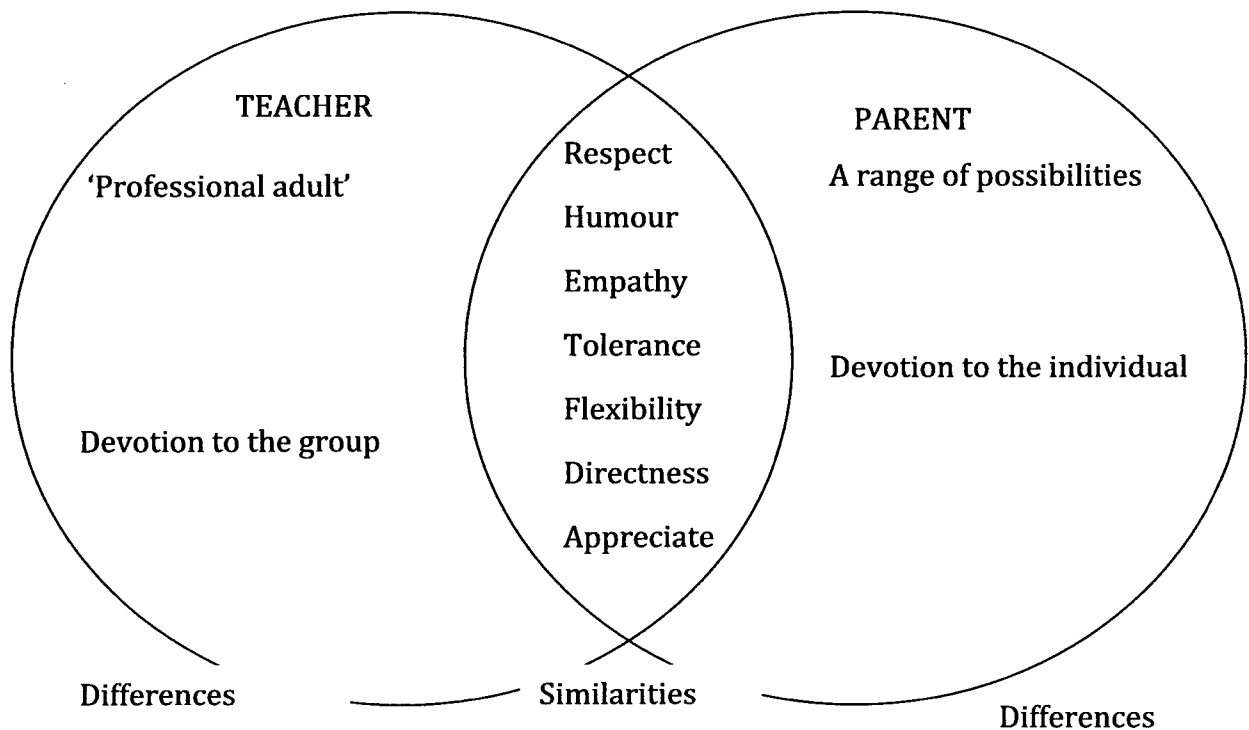 TEACHER
'Professional adult'
Devotion to the group
Differences
Respect
Humour
Empathy
Tolerance
Flexibility
Directness
Appreciate
Similarities
PARENT
A range of possibilities
Devotion to the individual
Differences